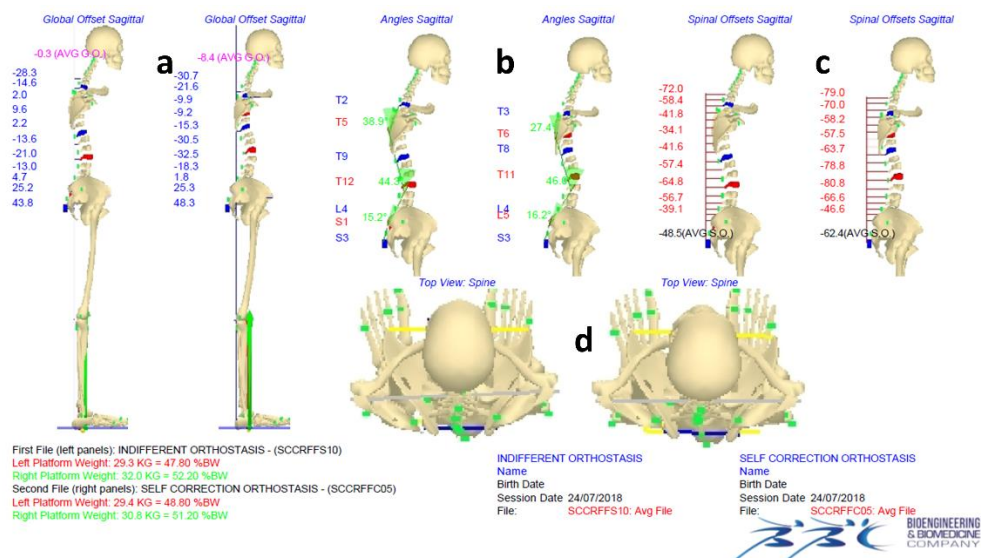 Global Offset Sagittal
Global Offset Sagittal
Angles Sagittal
Angles Sagittal
Spinal Offsets Sagittal
Spinal Offsets Sagittal
a
b
c
-0.3 (AVG G.O.)
-28.3
-14.6
2.0
9.6
2.2
-13.6
-21.0
-13.0
4.7
25.2
43.8
-8.4 (AVG G.O.)
-30.7
-21.6
-9.9
-9.2
-15.3
-30.5
-32.5
-18.3
1.8
25.3
48.3
T2
T5
38.9°
T9
T12
L4
15.2°
S1
S3
T3
T6
27.4°
T8
T11
L4
16.2°
L5
S3
-72.0
-58.4
-41.8
-34.1
-41.6
-57.4
-64.8
-56.7
-39.1
-48.5(AVG S.O.)
-79.0
-70.0
-58.2
-57.5
-63.7
-78.8
-80.8
-66.6
-46.6
-62.4(AVG S.O.)
Top View: Spine
Top View: Spine
d
First File (left panels): INDIFFERENT ORTHOSTASIS - (SCCRFFS10)
Left Platform Weight: 29.3 KG = 47.80 %BW
Right Platform Weight: 32.0 KG = 52.20 %BW
Second File (right panels): SELF CORRECTION ORTHOSTASIS - (SCCRFFC05)
Left Platform Weight: 29.4 KG = 48.80 %BW
Right Platform Weight: 30.8 KG = 51.20 %BW
INDIFFERENT ORTHOSTASIS
Name
Birth Date
Session Date 24/07/2018
File: SCCRFFS10: Avg File
SELF CORRECTION ORTHOSTASIS
Name
Birth Date
Session Date 24/07/2018
File: SCCRFFC05: Avg File
BIOENGINEERING
& BIOMEDICINE
COMPANY